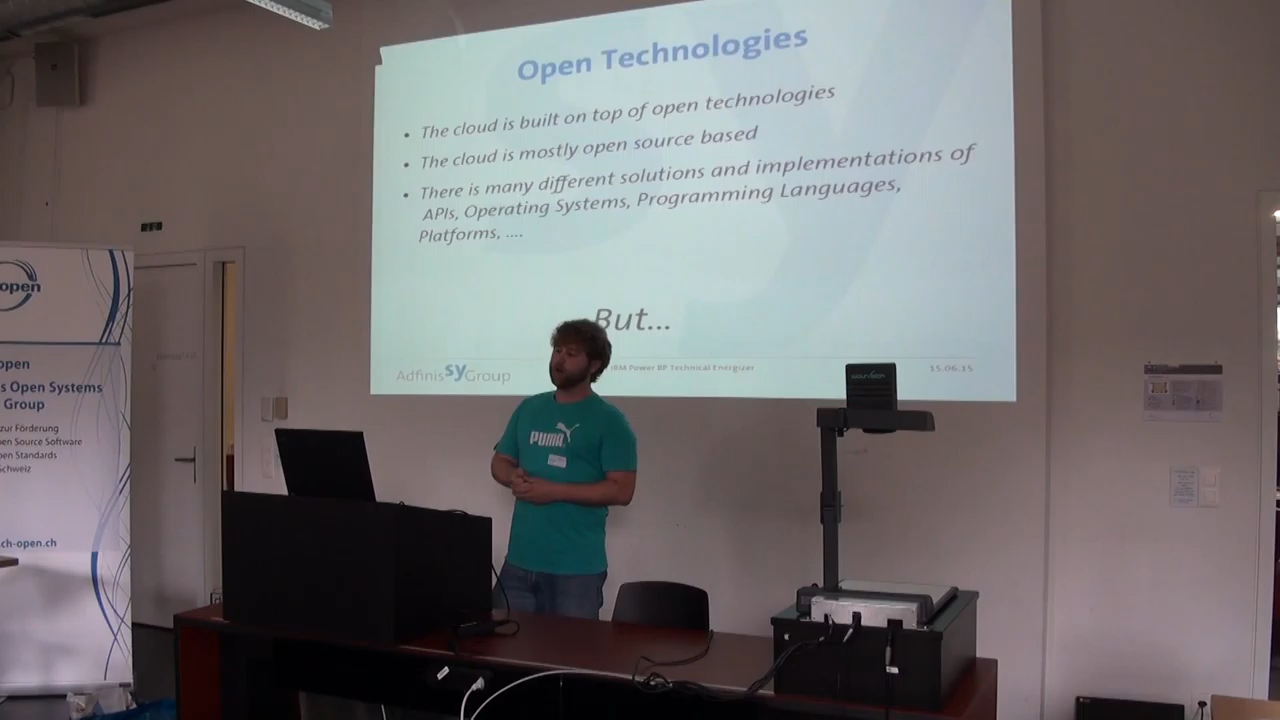 Open Technologies
• The cloud is built on top of open technologies
• The cloud is mostly open source based
• There is many different solutions and implementations of
APIs, Operating Systems, Programming Languages,
Platforms, ....
But...
AdfinissyGroup
IBM Power BP Technical Energizer
15.06.15
open
open
s Open Systems
Group
zur Förderung
pen Source Software
pen Standards
Schweiz
ch-open.ch
PUMA